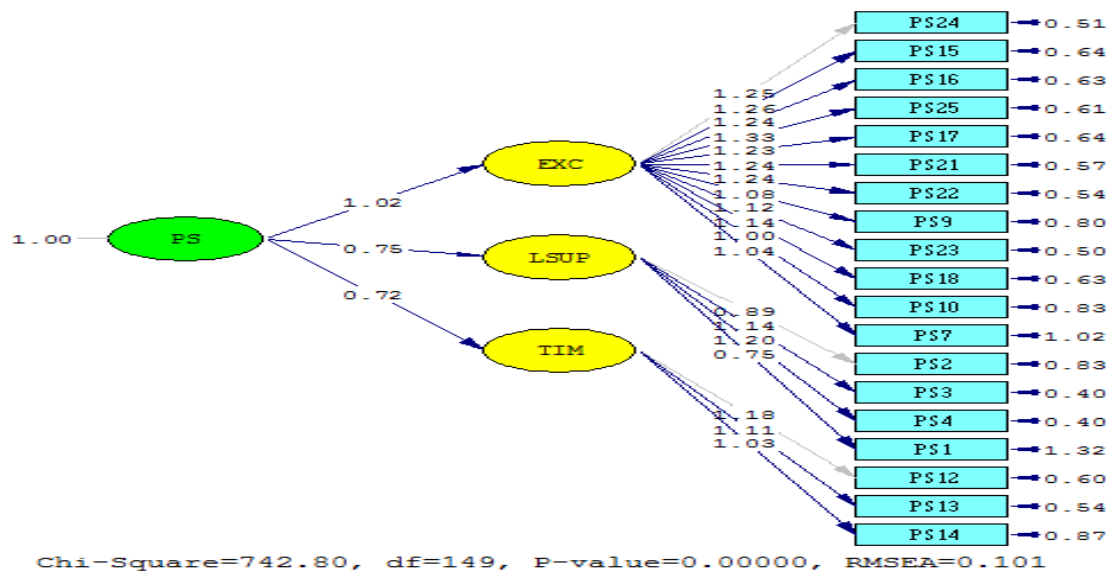 PS24 0.51
PS15 0.64
PS16 0.63
1.25
1.26
PS25 0.61
1.24
1.33
PS17 0.64
1.23
EXC
1.24
PS21 0.57
1.24
PS22 0.54
1.08
1.02
1.12
PS9 0.80
1.14
1.00 PS
1.00
PS23 0.50
0.75
1.04
LSUP
PS18 0.63
0.72
PS10 0.83
0.89
1.14
PS7 1.02
1.20
TIM
0.75
PS2 0.83
PS3 0.40
1.18
PS4 0.40
1.11
1.03
PS1 1.32
PS12 0.60
PS13 0.54
PS14 0.87
Chi-Square=742.80, df=149, P-value=0.00000, RMSEA=0.101